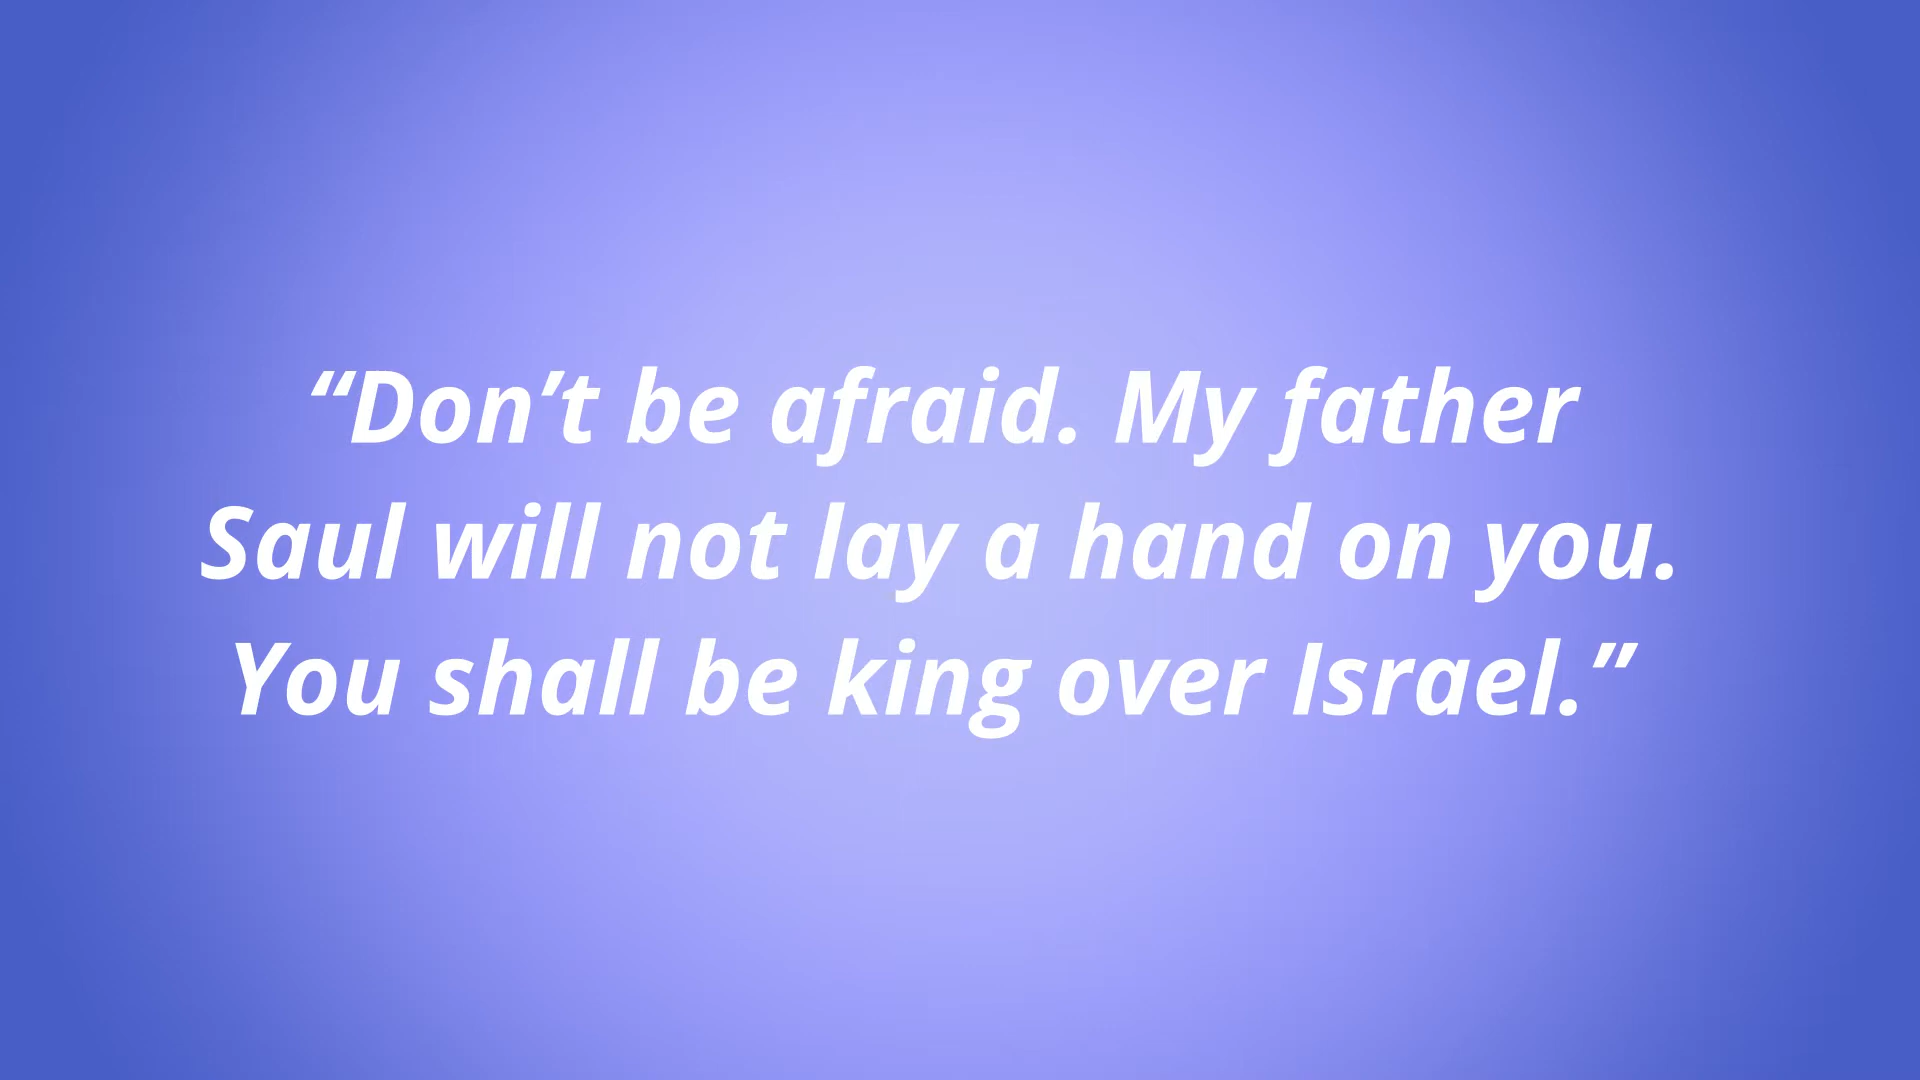 “Don’t be afraid. My father
Saul will not lay a hand on you.
You shall be king over Israel.”